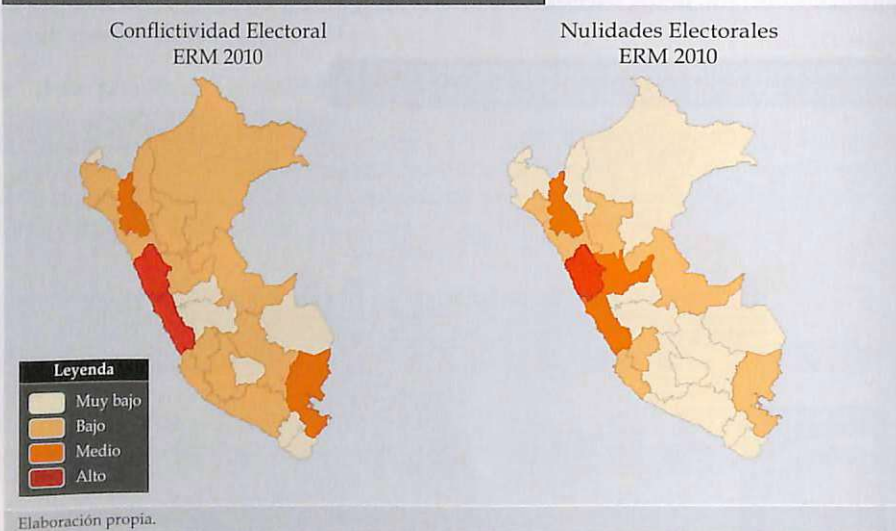 Conflictividad Electoral
ERM 2010
Nulidades Electorales
ERM 2010
Leyenda
Muy bajo
Bajo
Medio
Alto
Elaboración propia.